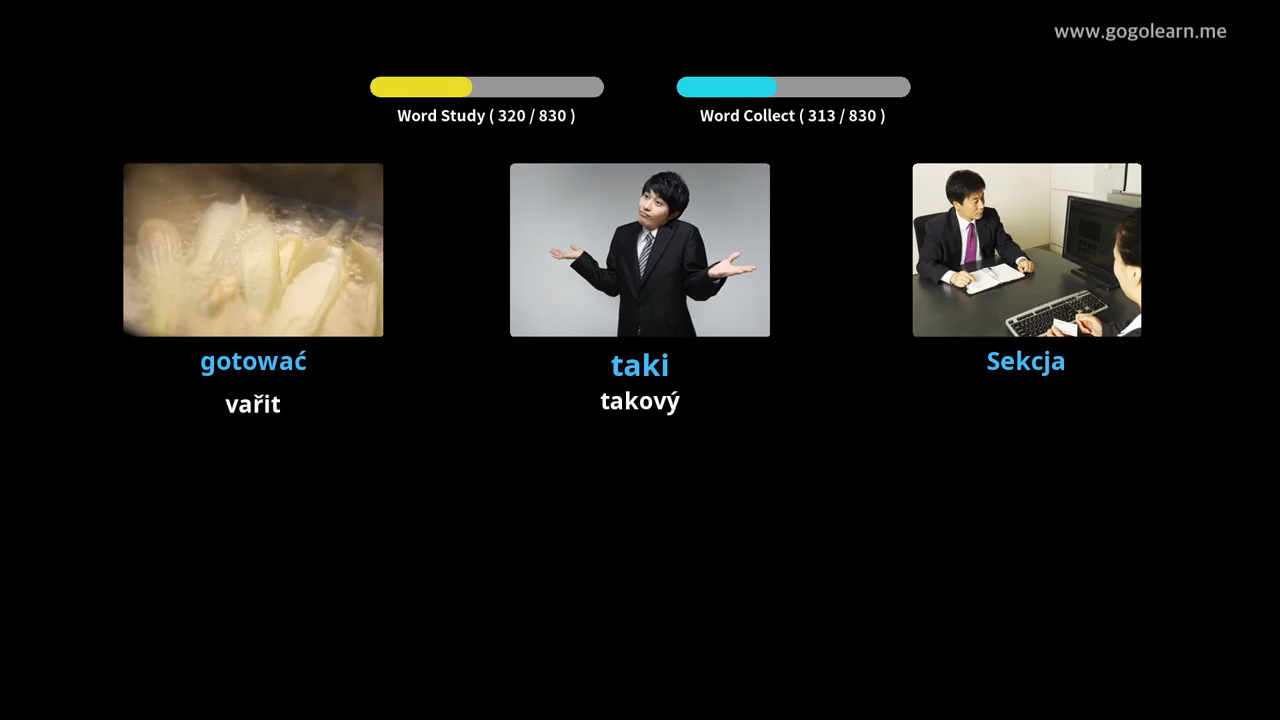 www.gogolearn.me
Word Study ( 320 / 830 )
Word Collect ( 313 / 830 )
gotować
taki
Sekcja
vařit
takový